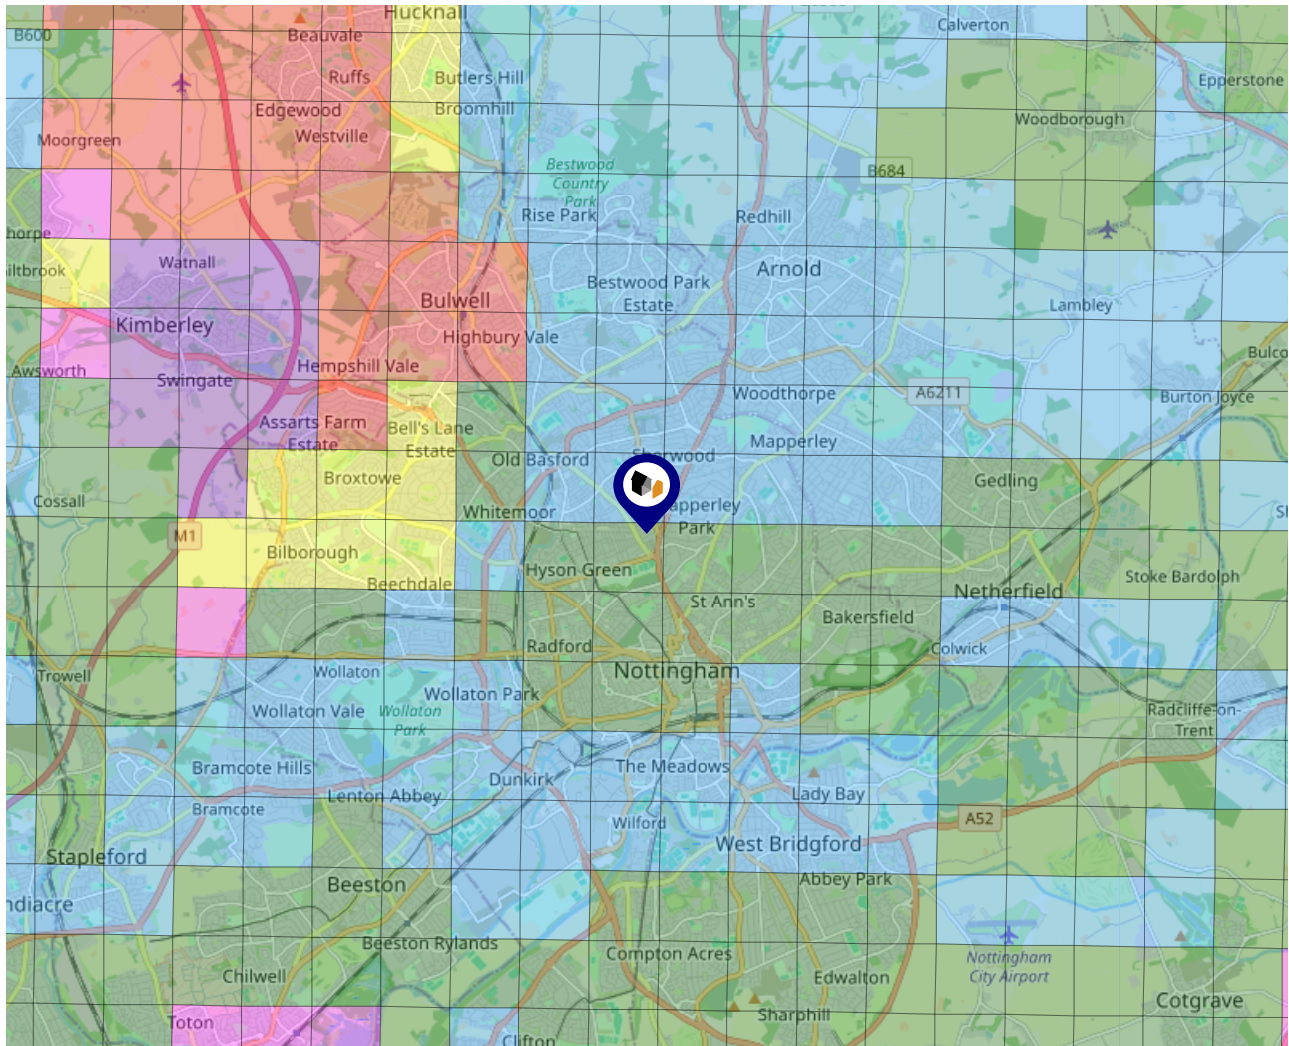 Hucknall
Calverton
B600
Beauvale
Ruffs
Butlers Hill
Epperstone
Edgewood
Broomhill
Woodborough
Moorgreen
Westville
Bestwood
Country
Park
B684
Rise Park
Redhill
horpe
Watnall
iltbrook
Arnold
Bestwood Park
Estate
Bulwell
Lambley
Kimberley
Highbury Vale
Bulco
Hempshill Vale
Awsworth
Swingate
Woodthorpe
A6211
Burton Joyce
Assarts Farm
Estate
Bell's Lane
Estate
Mapperley
Old Basford
Sherwood
Broxtowe
Gedling
Cossall
Whitemoor
apperley
Park
M1
Bilborough
Hyson Green
Beechdale
Stoke Bardolph
St Ann's
Netherfield
Bakersfield
Radford
Colwick
Trowell
Wollaton
Nottingham
Wollaton Park
Wollaton Vale
Wollaton
Park
Radcliffe-on-
Trent
Bramcote Hills
Dunkirk
The Meadows
Lenton Abbey
Lady Bay
Bramcote
Wilford
A52
West Bridgford
Stapleford
Beeston
Abbey Park
ndiacre
Beeston Rylands
Compton Acres
Nottingham
City Airport
Chilwell
Edwalton
Cotgrave
Toton
Sharphill
Clifton